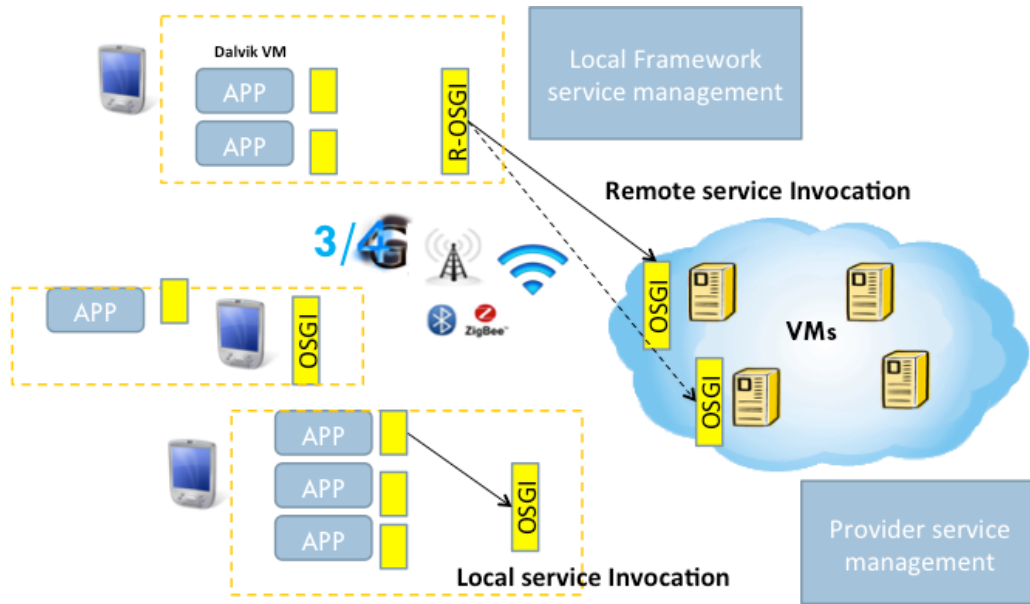 Dalvik VM
APP
APP
R-OSGI
Local Framework
service management
Remote service Invocation
3/4G
ZigBee™
OSGI
VMs
OSGI
APP
OSGI
APP
APP
APP
OSGI
Local service Invocation
Provider service
management